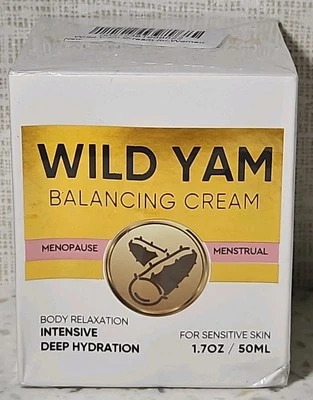 WILD YAM
BALANCING CREAM
MENOPAUSE
MENSTRUAL
BODY RELAXATION
INTENSIVE
DEEP HYDRATION
FOR SENSITIVE SKIN
1.7OZ / 50ML